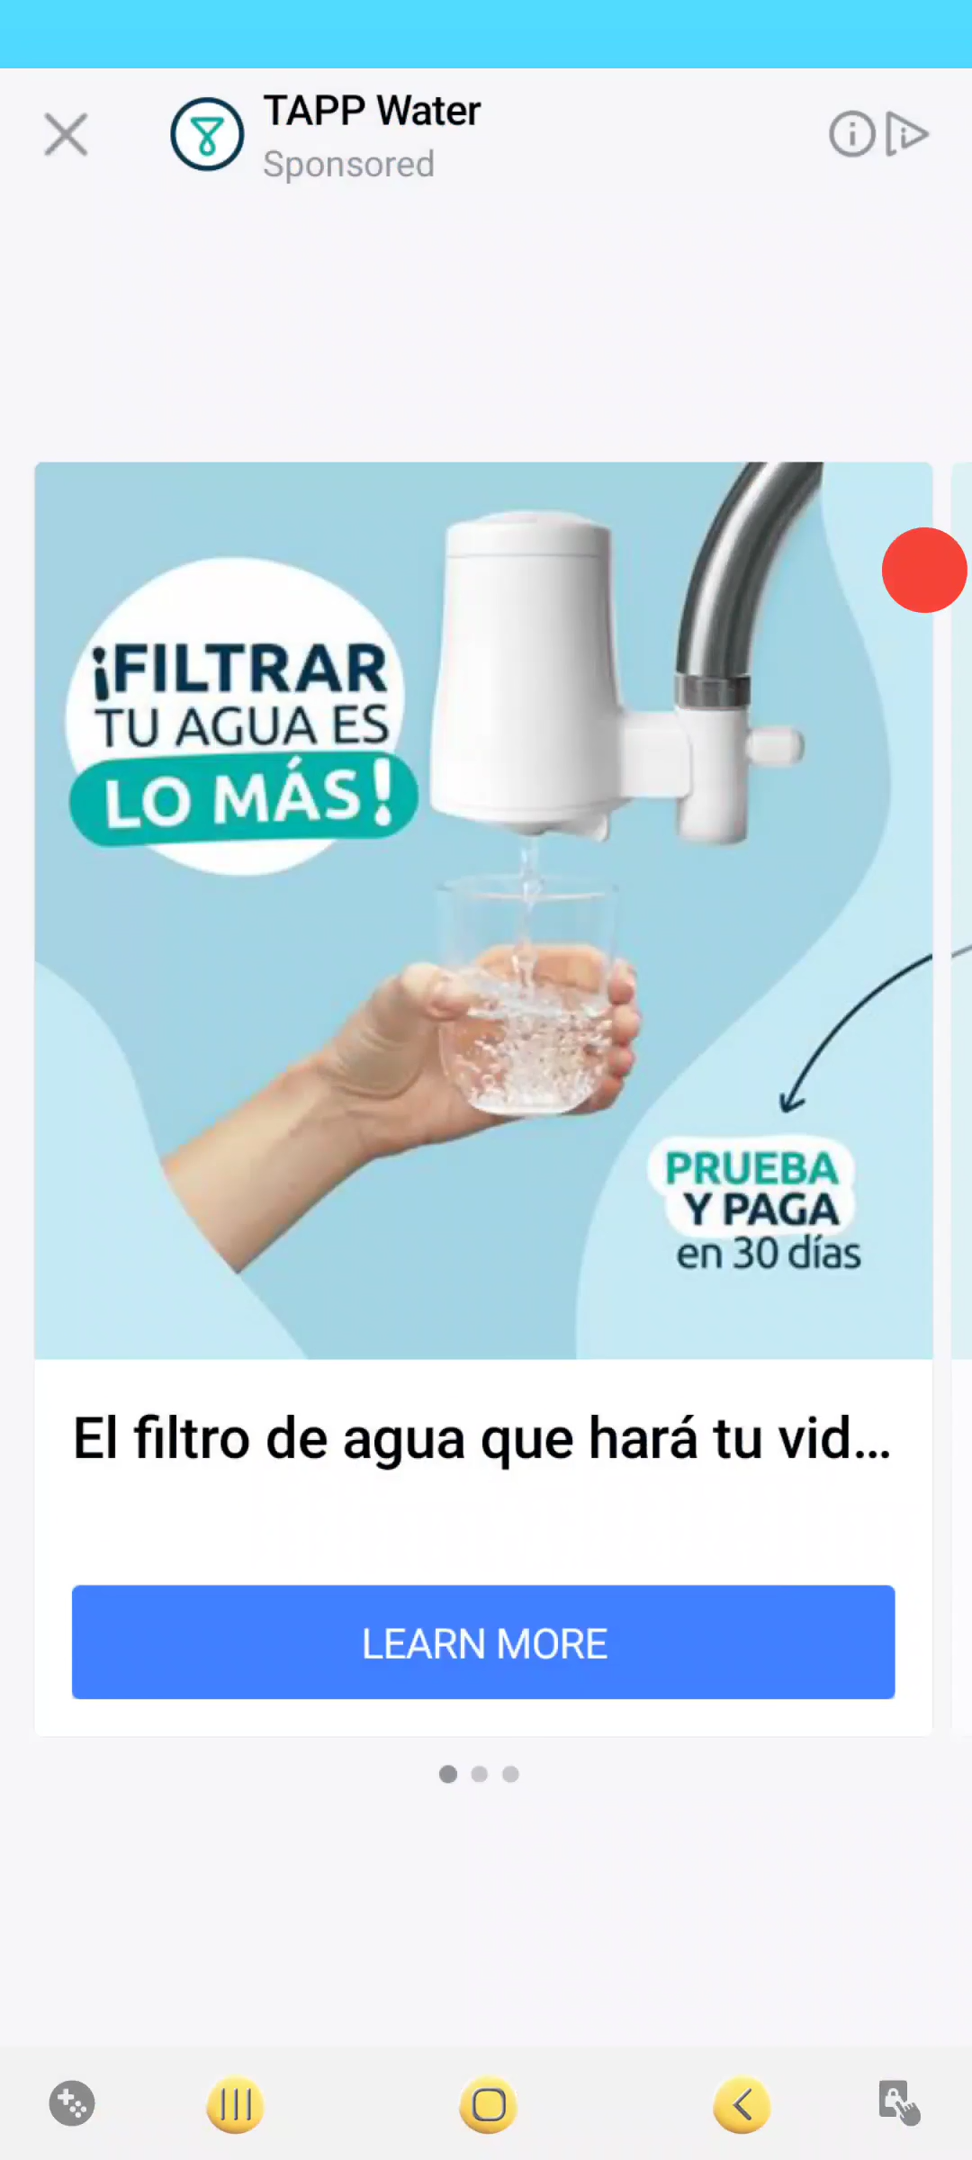 TAPP Water
Sponsored
¡FILTRAR
TU AGUA ES
LO MÁS!
PRUEBA
Y PAGA
en 30 días
El filtro de agua que hará tu vid...
LEARN MORE